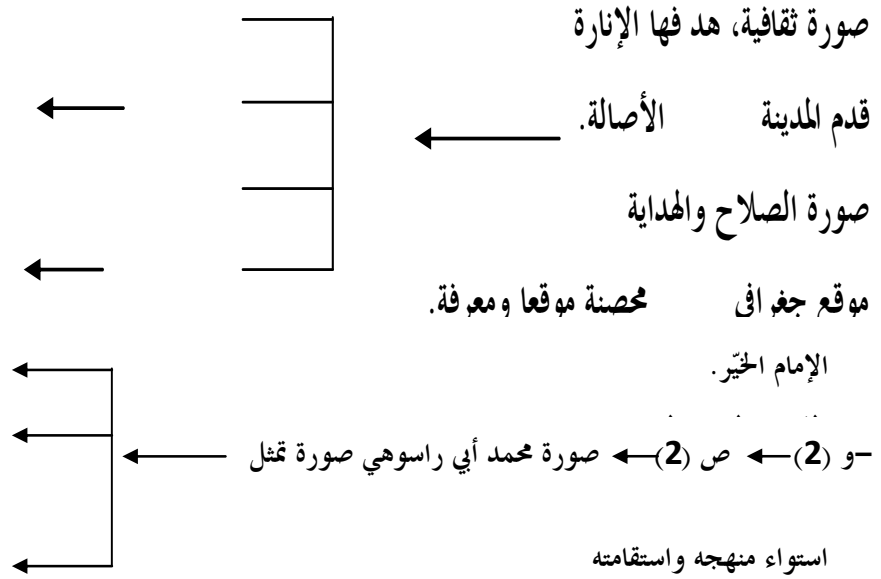 صورة ثقافية، هد فها الإنارة
قدم المدينة الأصالة.
صورة الصلاح والهداية
موقع جغرافي محصنة موقعا ومعرفة.
الإمام الخيّر.
–و (2) ص (2) صورة محمد أبي راسوهي صورة تمثل
استواء منهجه واستقامته